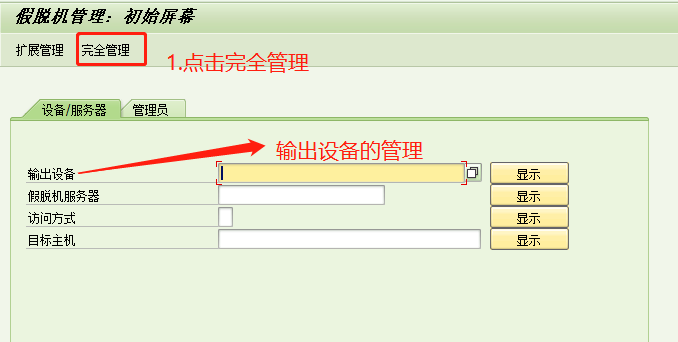 假脱机管理：初始屏幕
扩展管理 完全管理
1.点击完全管理
设备/服务器 管理员
输出设备的管理
输出设备 显示
假脱机服务器 显示
访问方式 显示
目标主机 显示